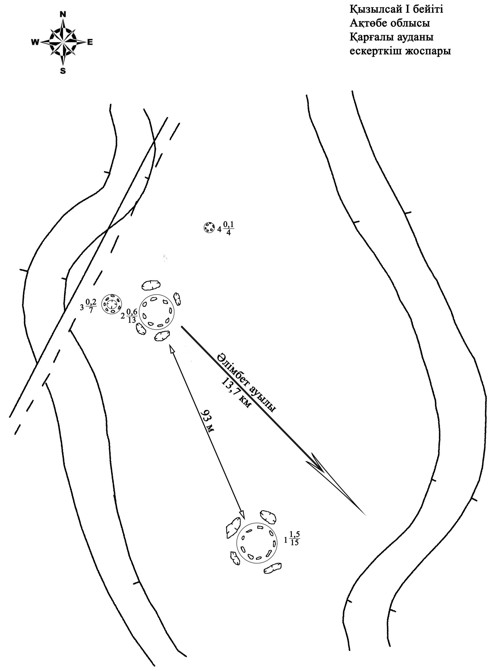 Қызылсай I бейіті
Ақтөбе облысы
Қарғалы ауданы
ескерткіш жоспары
N
W E
S
4 0,1/4
3 0,2/7
2 0,6/13
Әлімбет ауылы
13,7 км
93 м
1 1,5/15